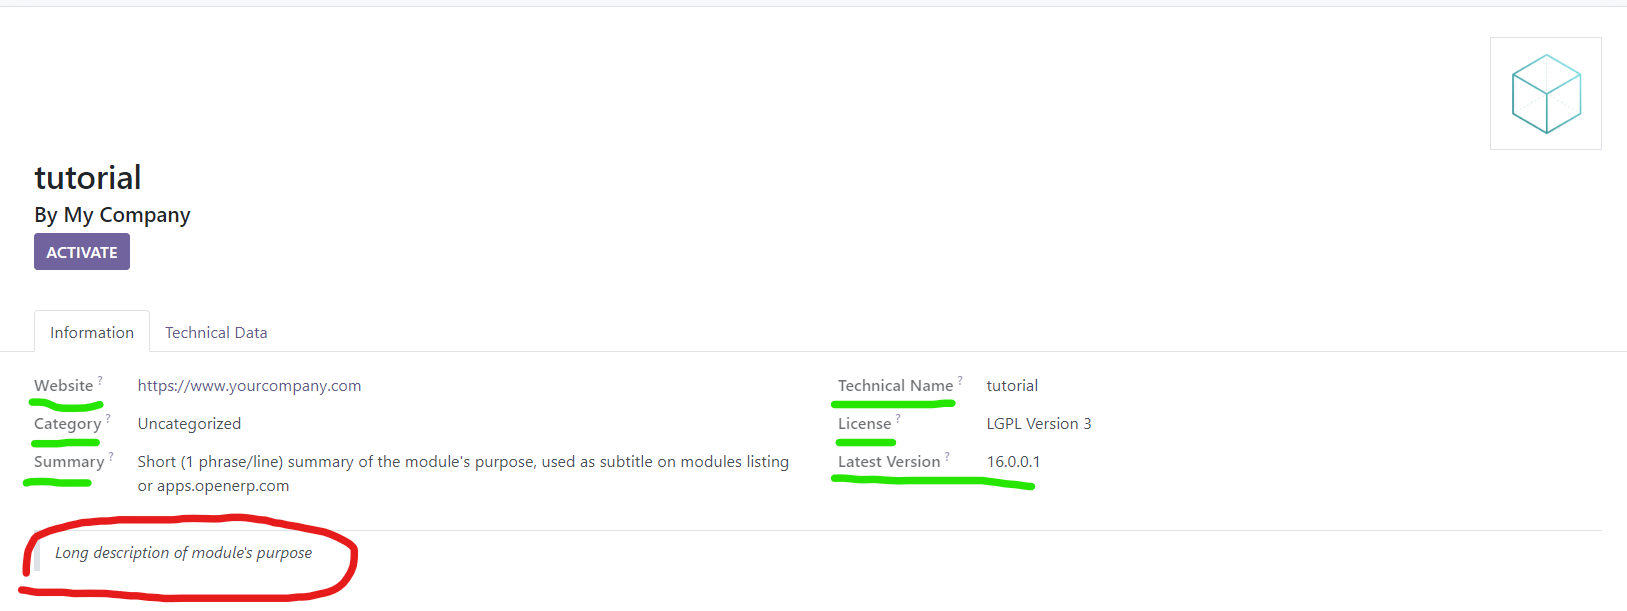 tutorial
By My Company
ACTIVATE
Information Technical Data
Website ? https://www.yourcompany.com
Category ? Uncategorized
Summary ? Short (1 phrase/line) summary of the module's purpose, used as subtitle on modules listing
or apps.openerp.com
Technical Name ? tutorial
License ? LGPL Version 3
Latest Version ? 16.0.0.1
Long description of module's purpose